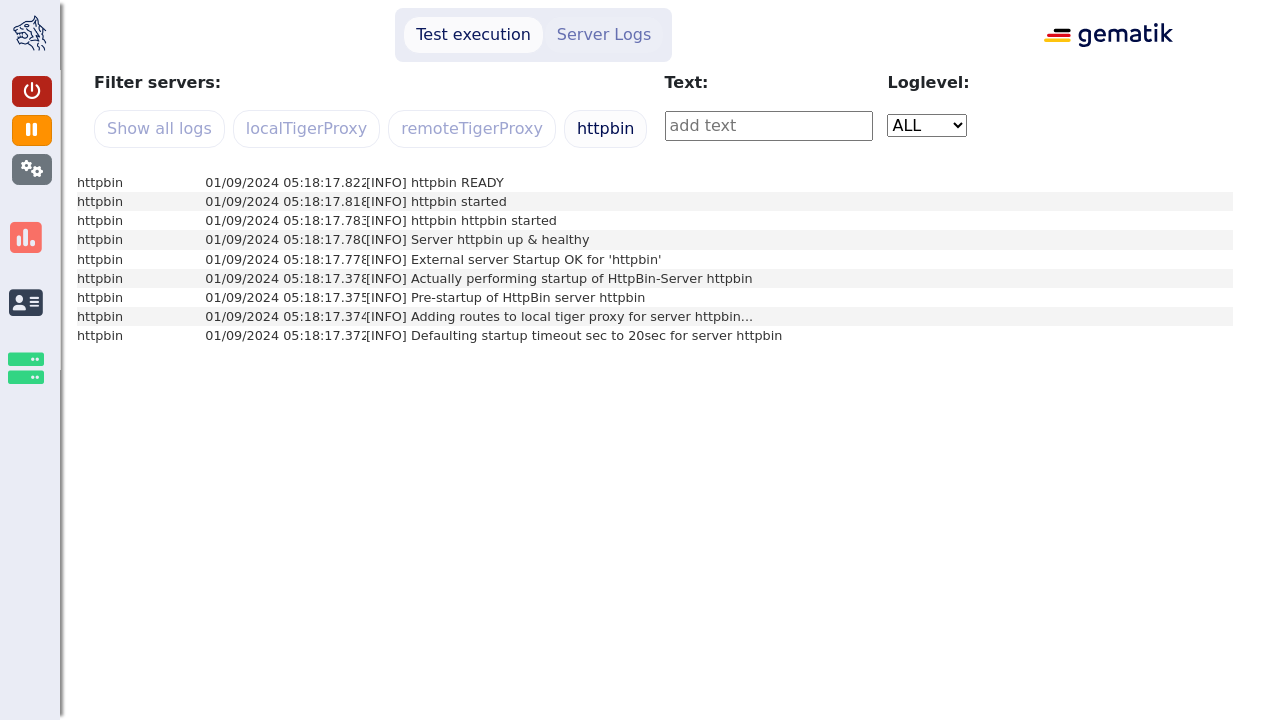 Test execution
Server Logs
gematik
Filter servers:
Text:
Loglevel:
Show all logs
localTigerProxy
remoteTigerProxy
httpbin
add text
ALL
httpbin 01/09/2024 05:18:17.822 [INFO] httpbin READY
httpbin 01/09/2024 05:18:17.818 [INFO] httpbin started
httpbin 01/09/2024 05:18:17.783 [INFO] httpbin httpbin started
httpbin 01/09/2024 05:18:17.780 [INFO] Server httpbin up & healthy
httpbin 01/09/2024 05:18:17.778 [INFO] External server Startup OK for 'httpbin'
httpbin 01/09/2024 05:18:17.378 [INFO] Actually performing startup of HttpBin-Server httpbin
httpbin 01/09/2024 05:18:17.375 [INFO] Pre-startup of HttpBin server httpbin
httpbin 01/09/2024 05:18:17.374 [INFO] Adding routes to local tiger proxy for server httpbin...
httpbin 01/09/2024 05:18:17.372 [INFO] Defaulting startup timeout sec to 20sec for server httpbin